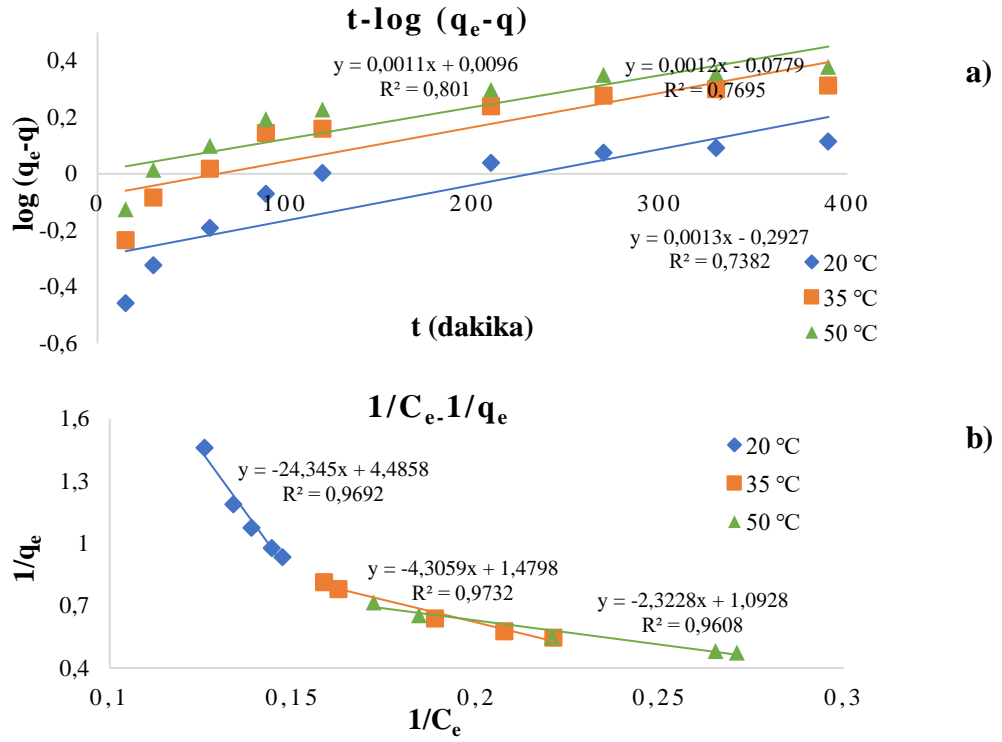 t-log (qe-q)
a)
log (qe-q)
0,4
0,2
0
-0,2
-0,4
-0,6
0
100
200
300
400
y = 0,0011x + 0,0096
R² = 0,801
y = 0,0012x - 0,0779
R² = 0,7695
y = 0,0013x - 0,2927
R² = 0,7382
20 °C
35 °C
50 °C
t (dakika)
1/Ce-1/qe
b)
1/qe
1,6
1,3
1
0,7
0,4
0,1
0,15
0,2
0,25
0,3
y = -24,345x + 4,4858
R² = 0,9692
y = -4,3059x + 1,4798
R² = 0,9732
y = -2,3228x + 1,0928
R² = 0,9608
20 °C
35 °C
50 °C
1/Ce